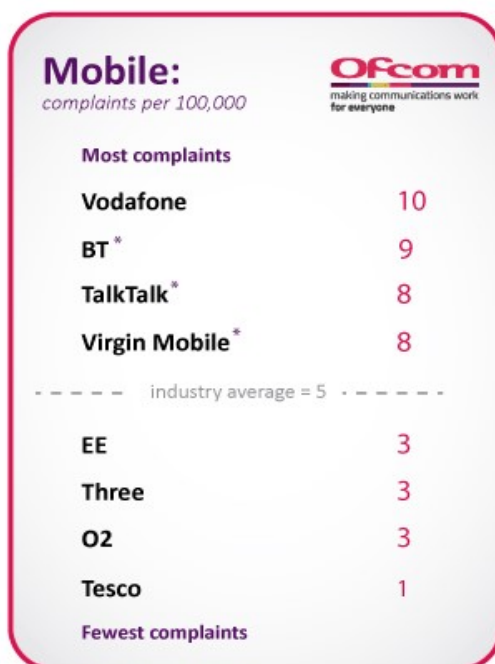 Mobile:
complaints per 100,000
Ofcom
making communications work
for everyone
Most complaints
Vodafone 10
BT * 9
TalkTalk* 8
Virgin Mobile* 8
industry average = 5
EE 3
Three 3
O2 3
Tesco 1
Fewest complaints